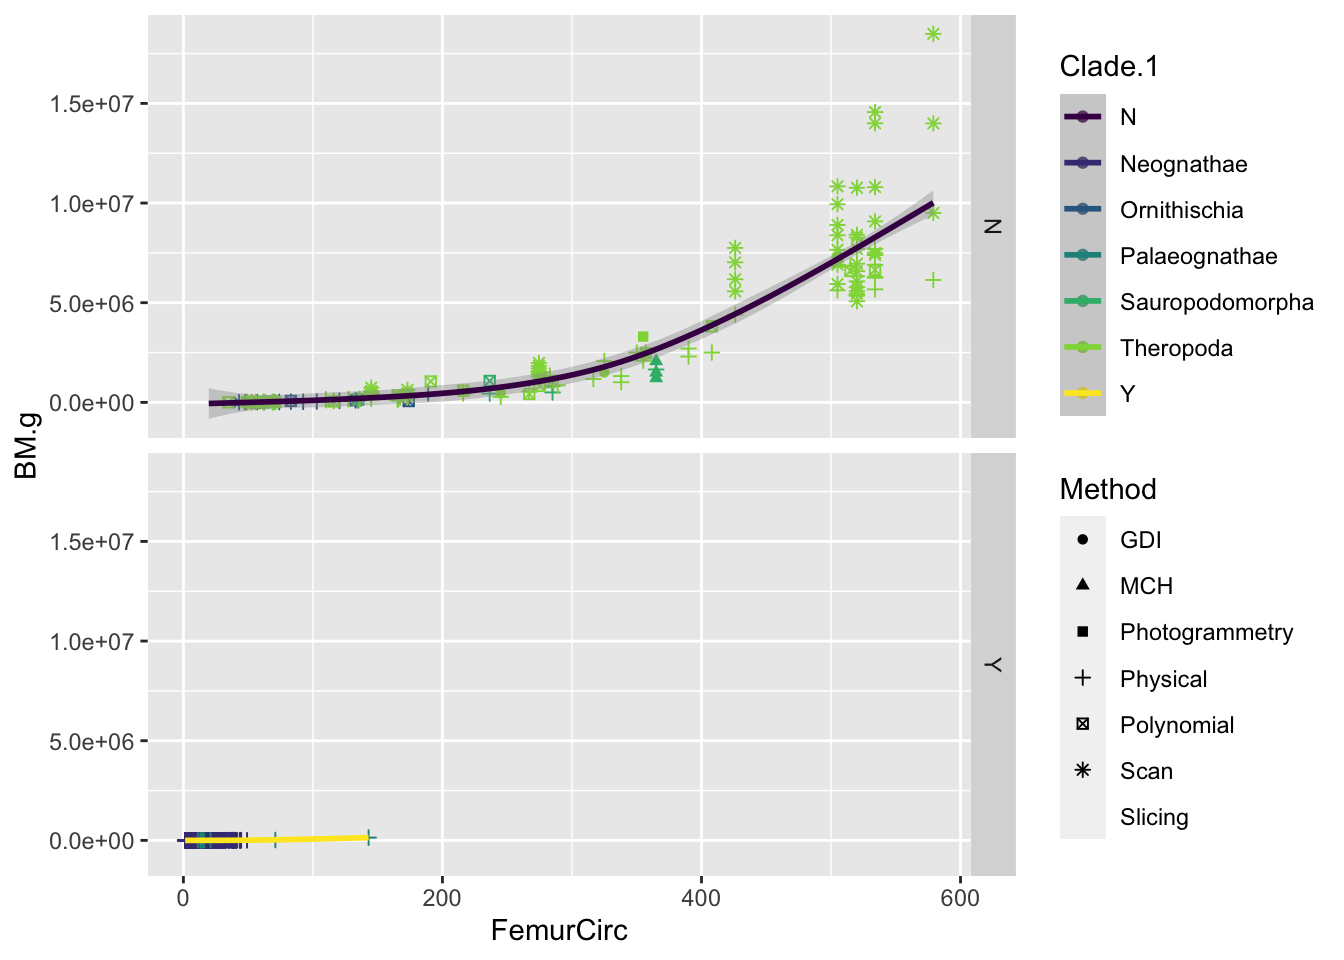 1.5e+07
1.0e+07
5.0e+06
0.0e+00
N
1.5e+07
1.0e+07
5.0e+06
0.0e+00
Y
BM.g
0 200 400 600
FemurCirc
Clade.1
N
Neognathae
Ornithischia
Palaeognathae
Sauropodomorpha
Theropoda
Y
Method
GDI
MCH
Photogrammetry
Physical
Polynomial
Scan
Slicing